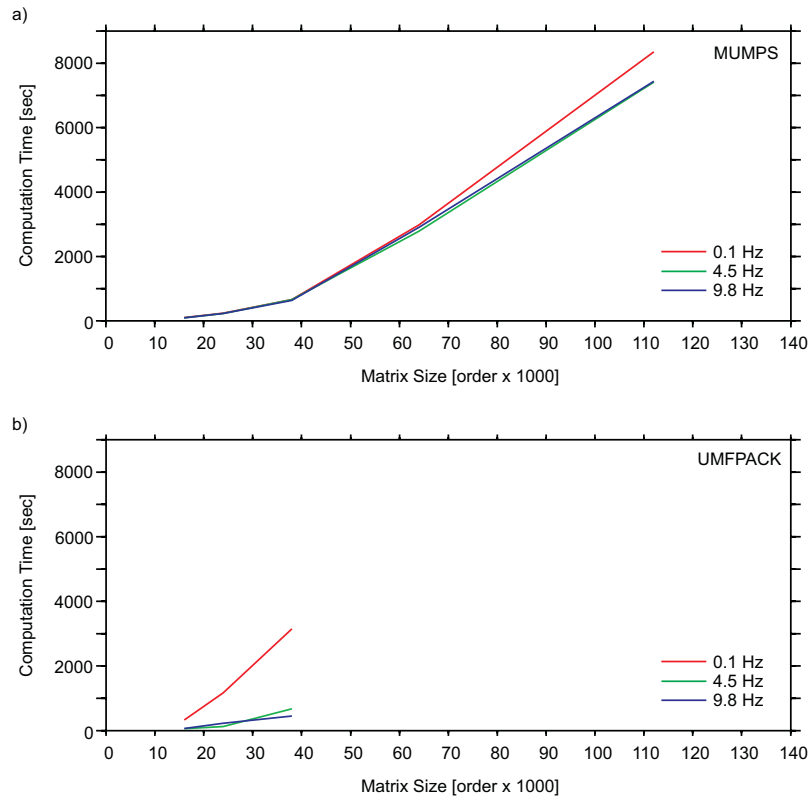 a)
MUMPS
8000
6000
4000
2000
0
Computation Time [sec]
0.1 Hz
4.5 Hz
9.8 Hz
0 10 20 30 40 50 60 70 80 90 100 110 120 130 140
Matrix Size [order x 1000]
b)
UMFPACK
8000
6000
4000
2000
0
Computation Time [sec]
0.1 Hz
4.5 Hz
9.8 Hz
0 10 20 30 40 50 60 70 80 90 100 110 120 130 140
Matrix Size [order x 1000]